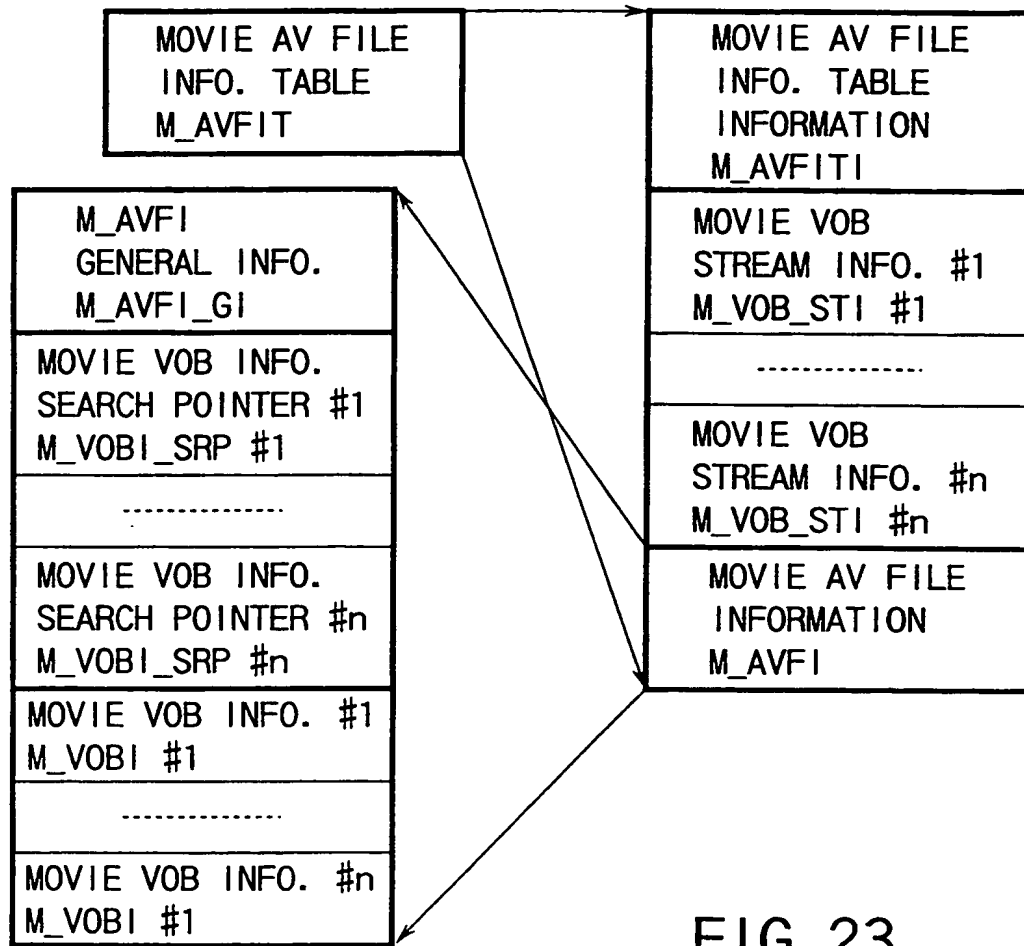 MOVIE AV FILE
INFO. TABLE
M_AVFIT
MOVIE AV FILE
INFO. TABLE
INFORMATION
M_AVFITI
MOVIE VOB
STREAM INFO. #1
M_VOB_STI #1
MOVIE VOB
STREAM INFO. #n
M_VOB_STI #n
MOVIE AV FILE
INFORMATION
M_AVFI
M_AVFI
GENERAL INFO.
M_AVFI_GI
MOVIE VOB INFO.
SEARCH POINTER #1
M_VOBI_SRP #1
MOVIE VOB INFO.
SEARCH POINTER #n
M_VOBI_SRP #n
MOVIE VOB INFO. #1
M_VOBI #1
MOVIE VOB INFO. #n
M_VOBI #1
FIG. 23